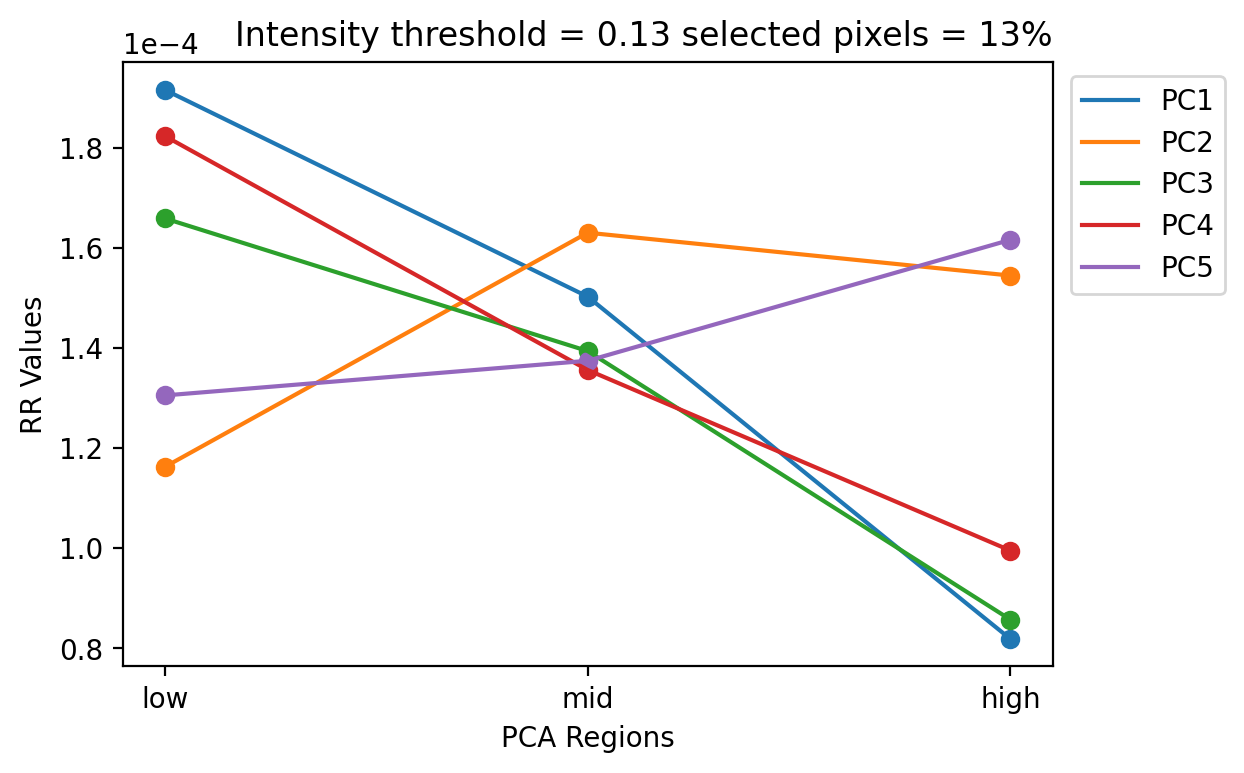 Intensity threshold = 0.13 selected pixels = 13%
1e−4
1.8
1.6
1.4
1.2
1.0
0.8
RR Values
low
mid
high
PCA Regions
PC1
PC2
PC3
PC4
PC5